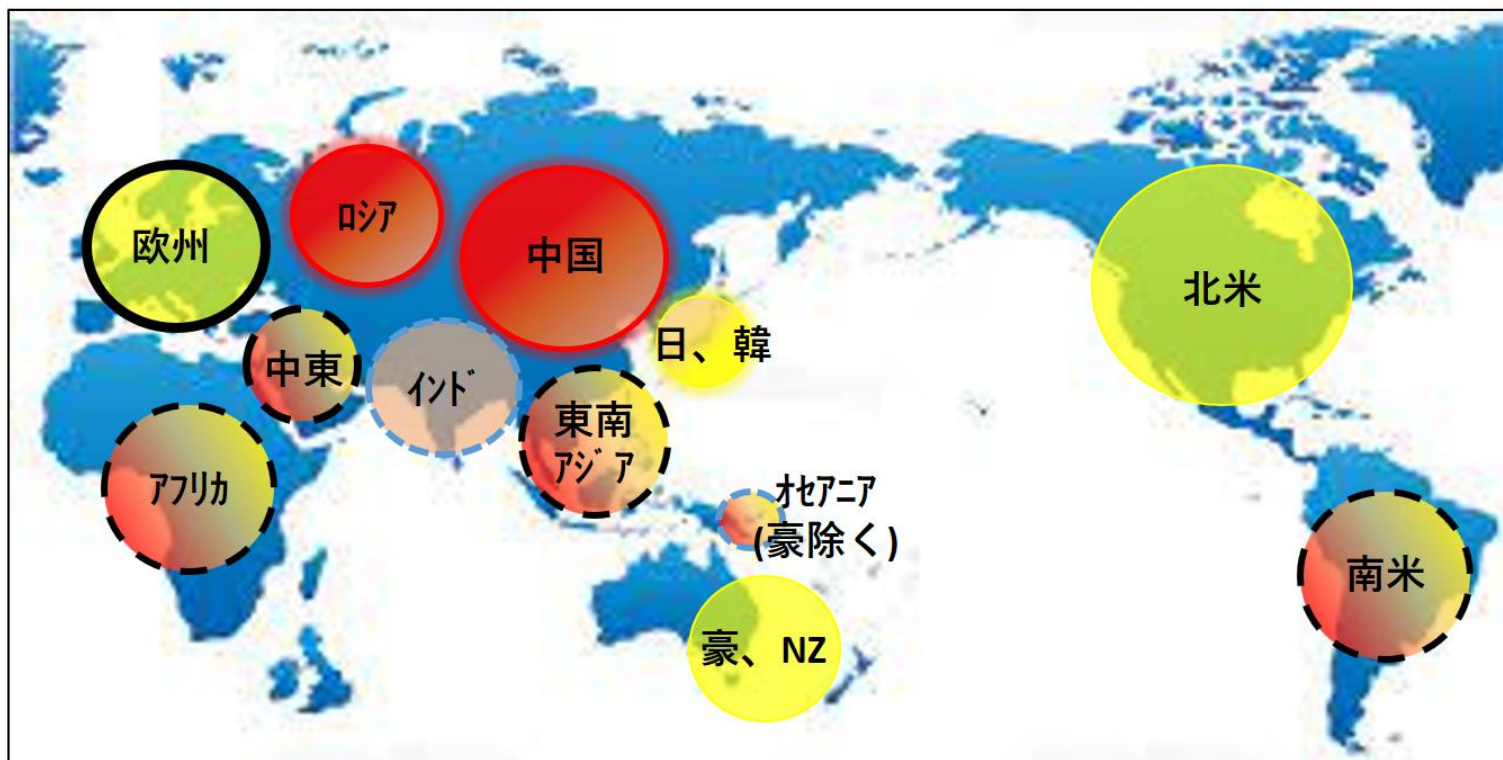 欧州
ﾛｼｱ
中国
日、韓
北米
中東
ｲﾝﾄﾞ
東南
ｱｼﾞｱ
ｱﾌﾘｶ
ｵｾｱﾆｱ
(豪除く)
南米
豪、NZ